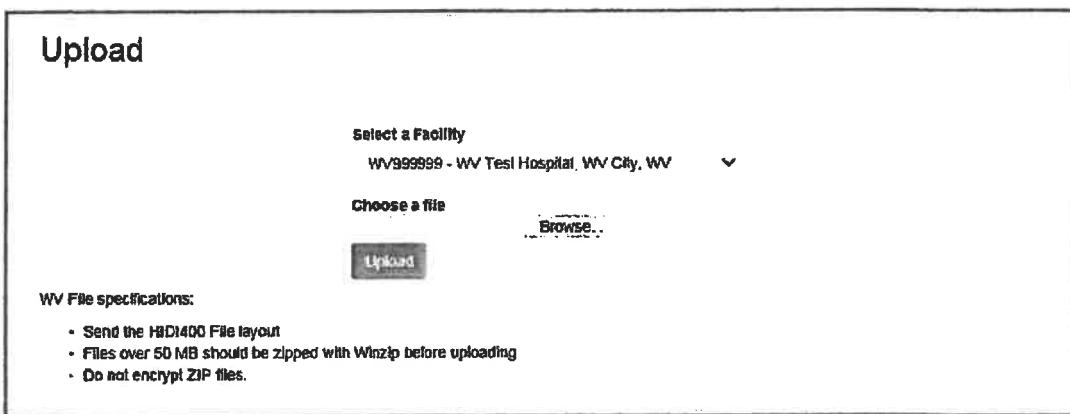 Upload
Select a Facility
WV999999 - WV Test Hospital, WV City, WV
Choose a file
Browse..
Upload
WV File specifications:
• Send the HIDI400 File layout
• Files over 50 MB should be zipped with Winzip before uploading
• Do not encrypt ZIP files.